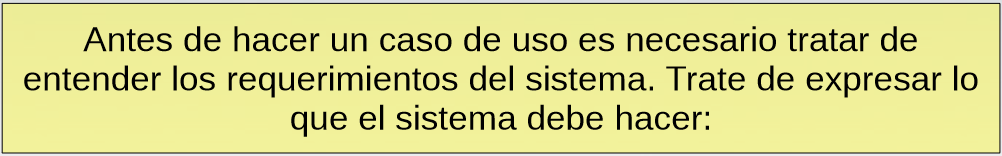 Antes de hacer un caso de uso es necesario tratar de
entender los requerimientos del sistema. Trate de expresar lo
que el sistema debe hacer: